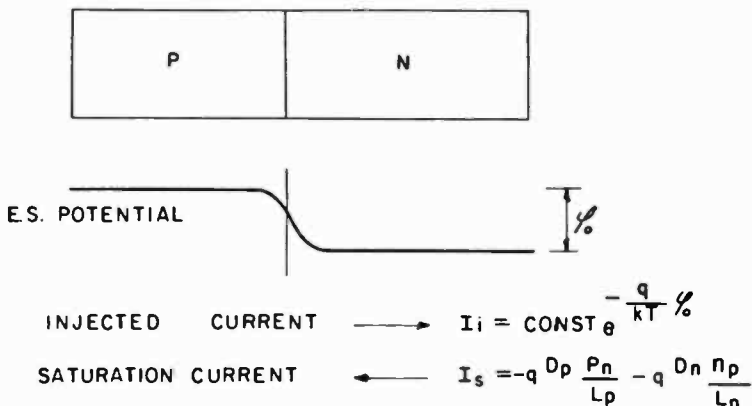 P N
E.S. POTENTIAL φ₀
INJECTED CURRENT → Ii = CONST e^(-q/kT φ₀)
SATURATION CURRENT ← Is = -q Dp Pn/Lp - q Dn np/Ln